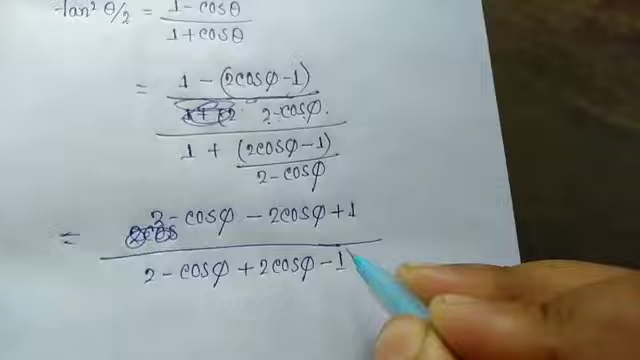 tan² θ/2 = 1 - cosθ / 1 + cosθ
= 1 - (2cosφ - 1) / 2 - cosφ.
1 + (2cosφ - 1) / 2 - cosφ
= 2 - cosφ - 2cosφ + 1
2 - cosφ + 2cosφ - 1